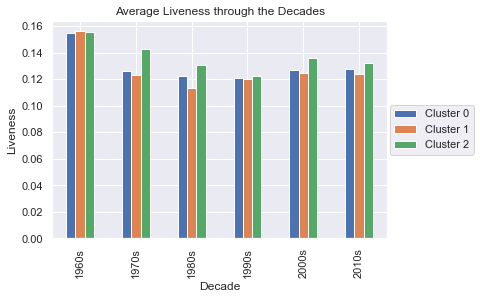 Average Liveness through the Decades
0.16
0.14
0.12
0.10
0.08
0.06
0.04
0.02
0.00
Liveness
1960s
1970s
1980s
1990s
2000s
2010s
Decade
Cluster 0
Cluster 1
Cluster 2